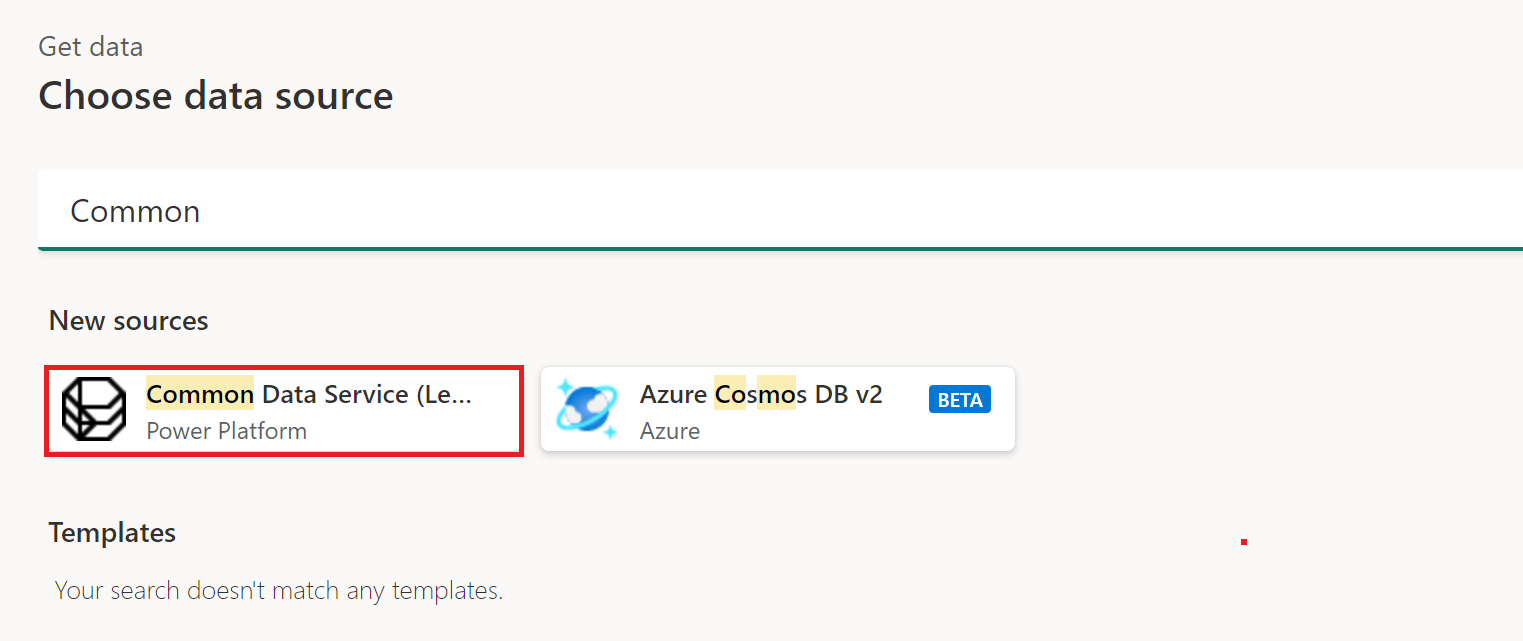 Get data
Choose data source
Common
New sources
Common Data Service (Le...
Power Platform
Azure Cosmos DB v2
BETA
Azure
Templates
Your search doesn't match any templates.